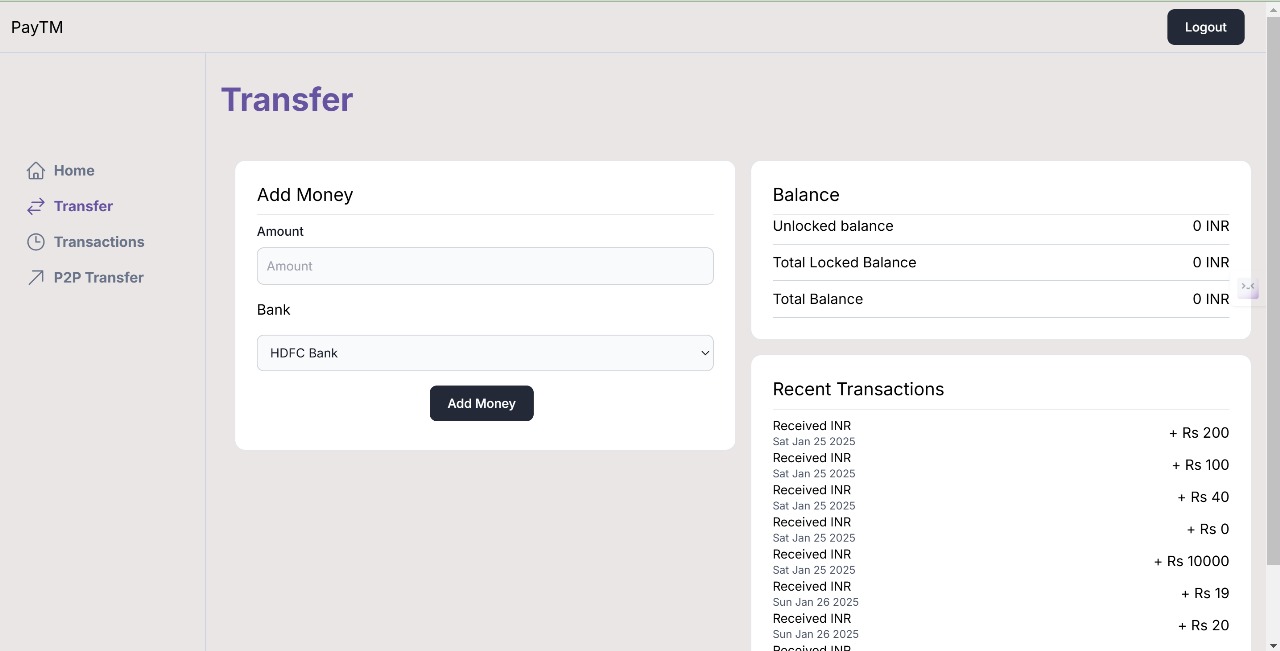 PayTM
Logout
Home
Transfer
Transactions
P2P Transfer
Transfer
Add Money
Amount
Amount
Bank
HDFC Bank
Add Money
Balance
Unlocked balance 0 INR
Total Locked Balance 0 INR
Total Balance 0 INR
Recent Transactions
Received INR
Sat Jan 25 2025
+ Rs 200
Received INR
Sat Jan 25 2025
+ Rs 100
Received INR
Sat Jan 25 2025
+ Rs 40
Received INR
Sat Jan 25 2025
+ Rs 0
Received INR
Sat Jan 25 2025
+ Rs 10000
Received INR
Sun Jan 26 2025
+ Rs 19
Received INR
Sun Jan 26 2025
+ Rs 20
Received INR